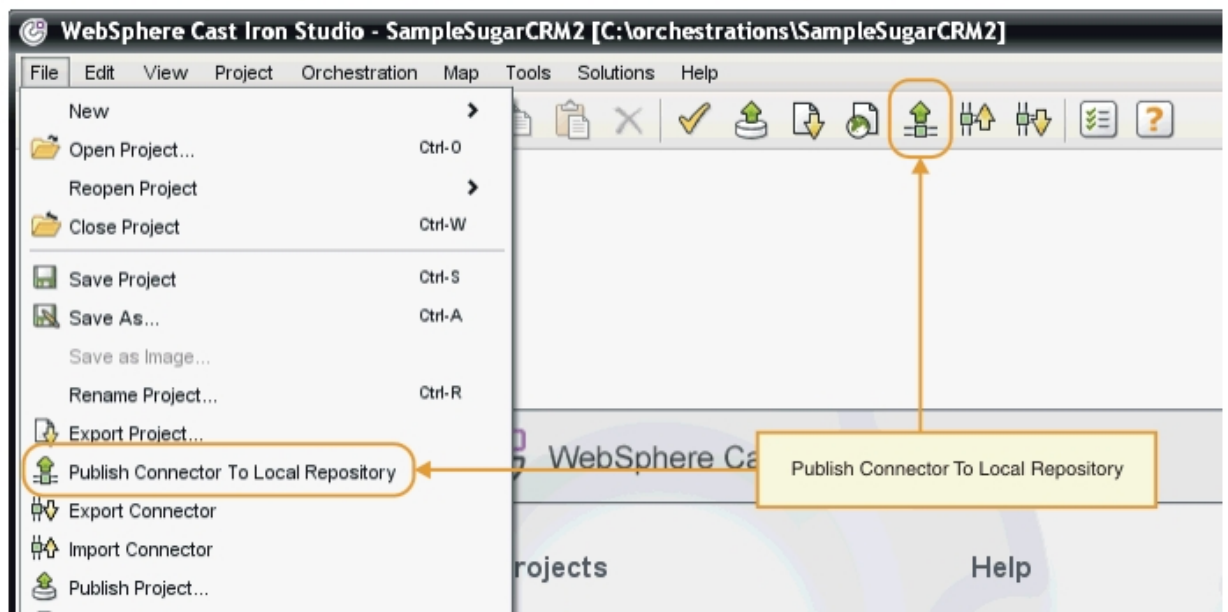 WebSphere Cast Iron Studio - SampleSugarCRM2 [C:\orchestrations\SampleSugarCRM2]
File Edit View Project Orchestration Map Tools Solutions Help
New
Open Project... Ctrl-O
Reopen Project
Close Project Ctrl-W
Save Project Ctrl-S
Save As... Ctrl-A
Save as Image...
Rename Project... Ctrl-R
Export Project...
Publish Connector To Local Repository
Export Connector
Import Connector
Publish Project...
WebSphere Ca
Publish Connector To Local Repository
rojects
Help